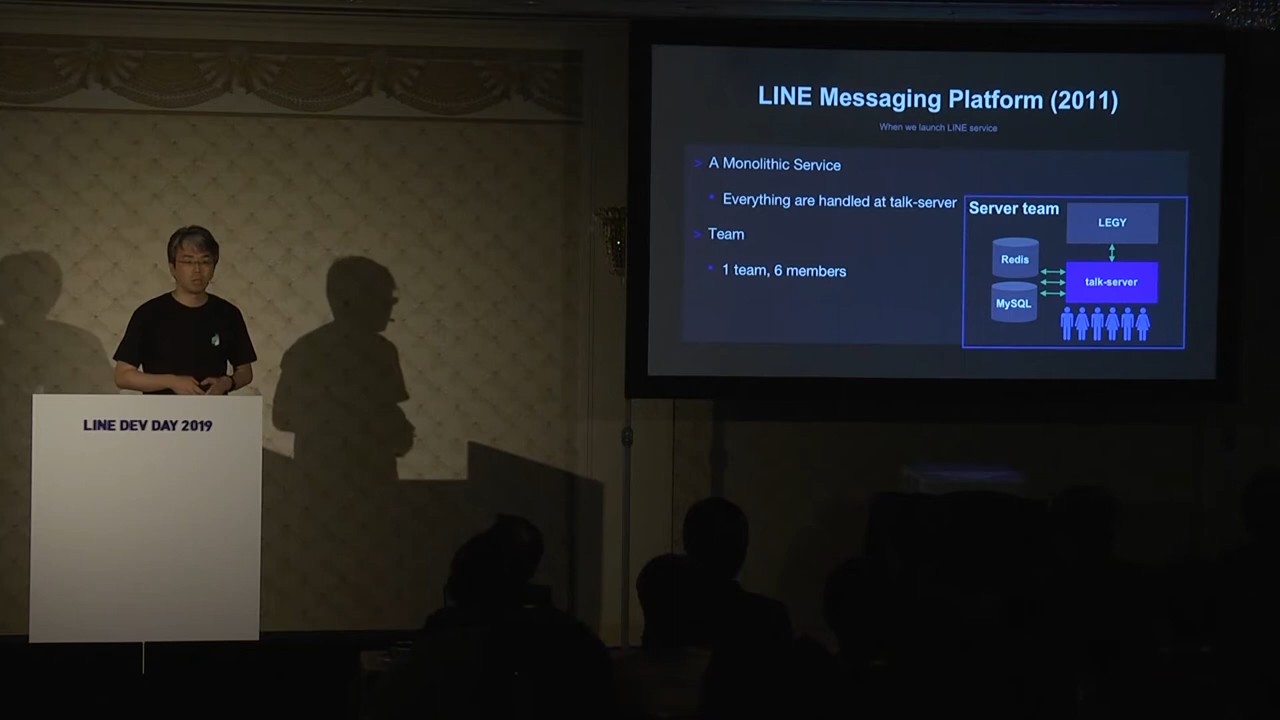 LINE Messaging Platform (2011)
When we launch LINE service
> A Monolithic Service
• Everything are handled at talk-server
> Team
• 1 team, 6 members
Server team
LEGY
Redis
talk-server
MySQL
LINE DEV DAY 2019